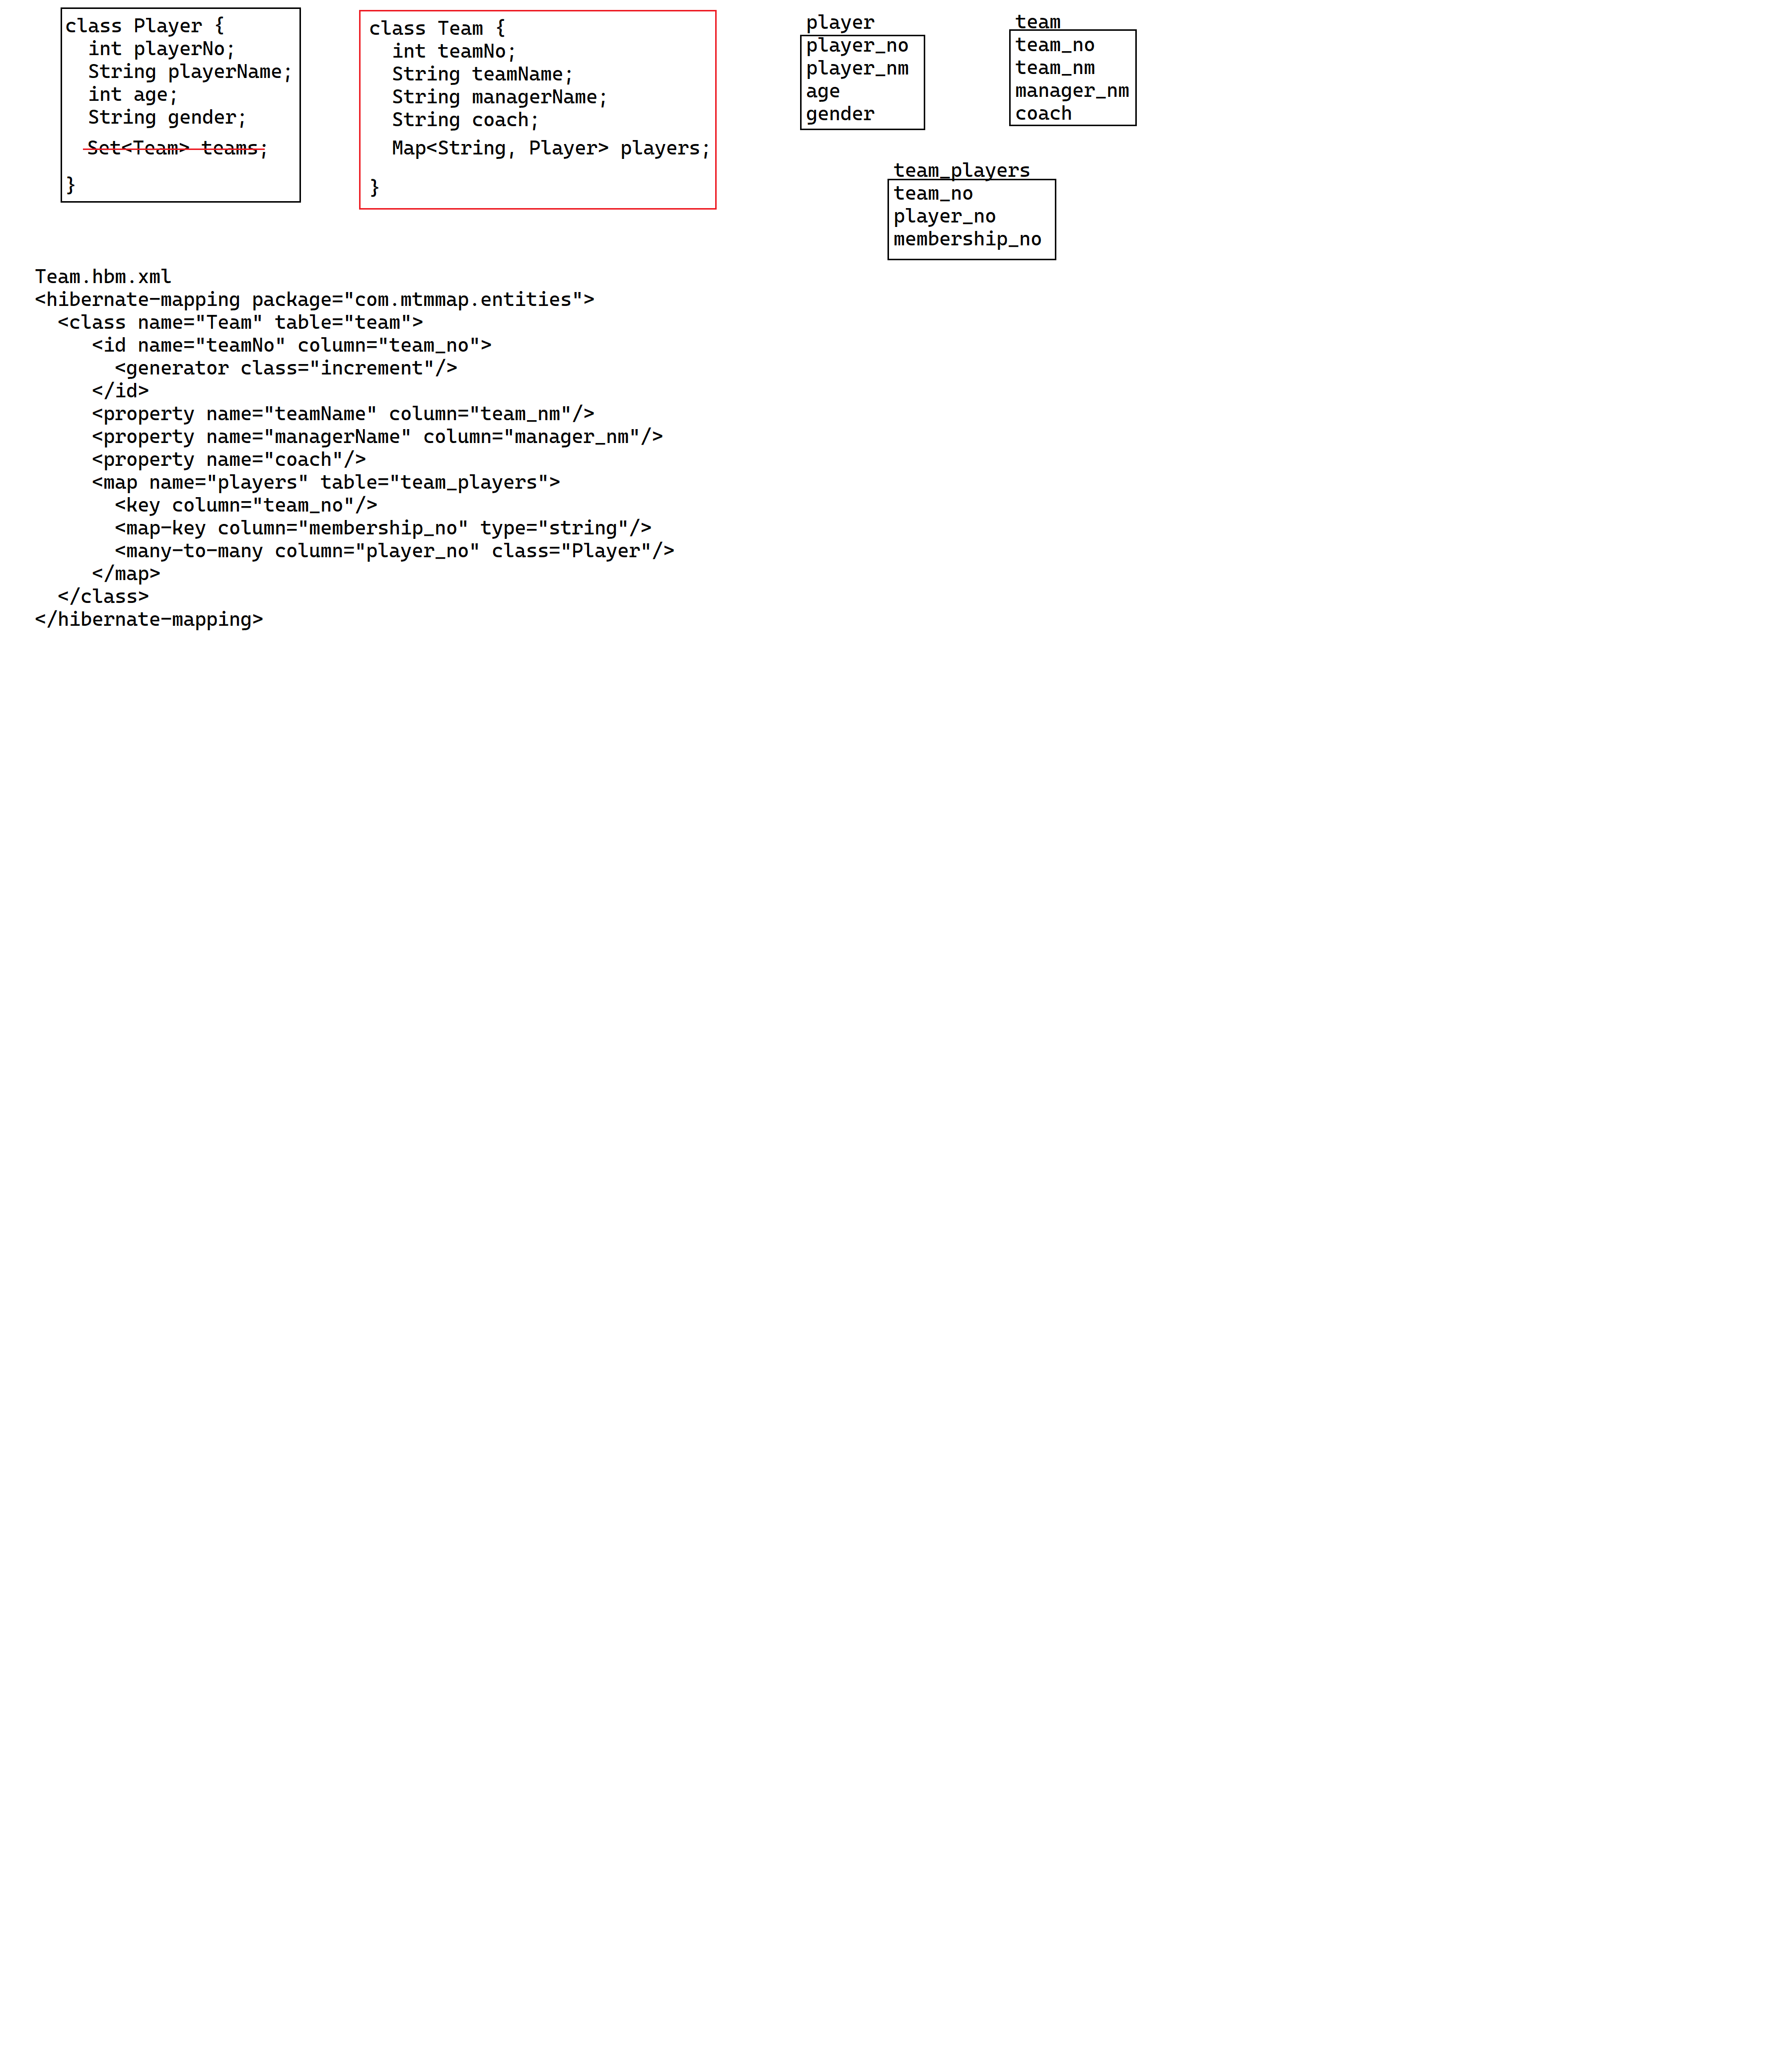 class Player {
  int playerNo;
  String playerName;
  int age;
  String gender;
  Set<Team> teams;
}
class Team {
  int teamNo;
  String teamName;
  String managerName;
  String coach;
  Map<String, Player> players;
}
player
player_no
player_nm
age
gender
team
team_no
team_nm
manager_nm
coach
team_players
team_no
player_no
membership_no
Team.hbm.xml
<hibernate-mapping package="com.mtmmap.entities">
  <class name="Team" table="team">
     <id name="teamNo" column="team_no">
       <generator class="increment"/>
     </id>
     <property name="teamName" column="team_nm"/>
     <property name="managerName" column="manager_nm"/>
     <property name="coach"/>
     <map name="players" table="team_players">
       <key column="team_no"/>
       <map-key column="membership_no" type="string"/>
       <many-to-many column="player_no" class="Player"/>
     </map>
  </class>
</hibernate-mapping>